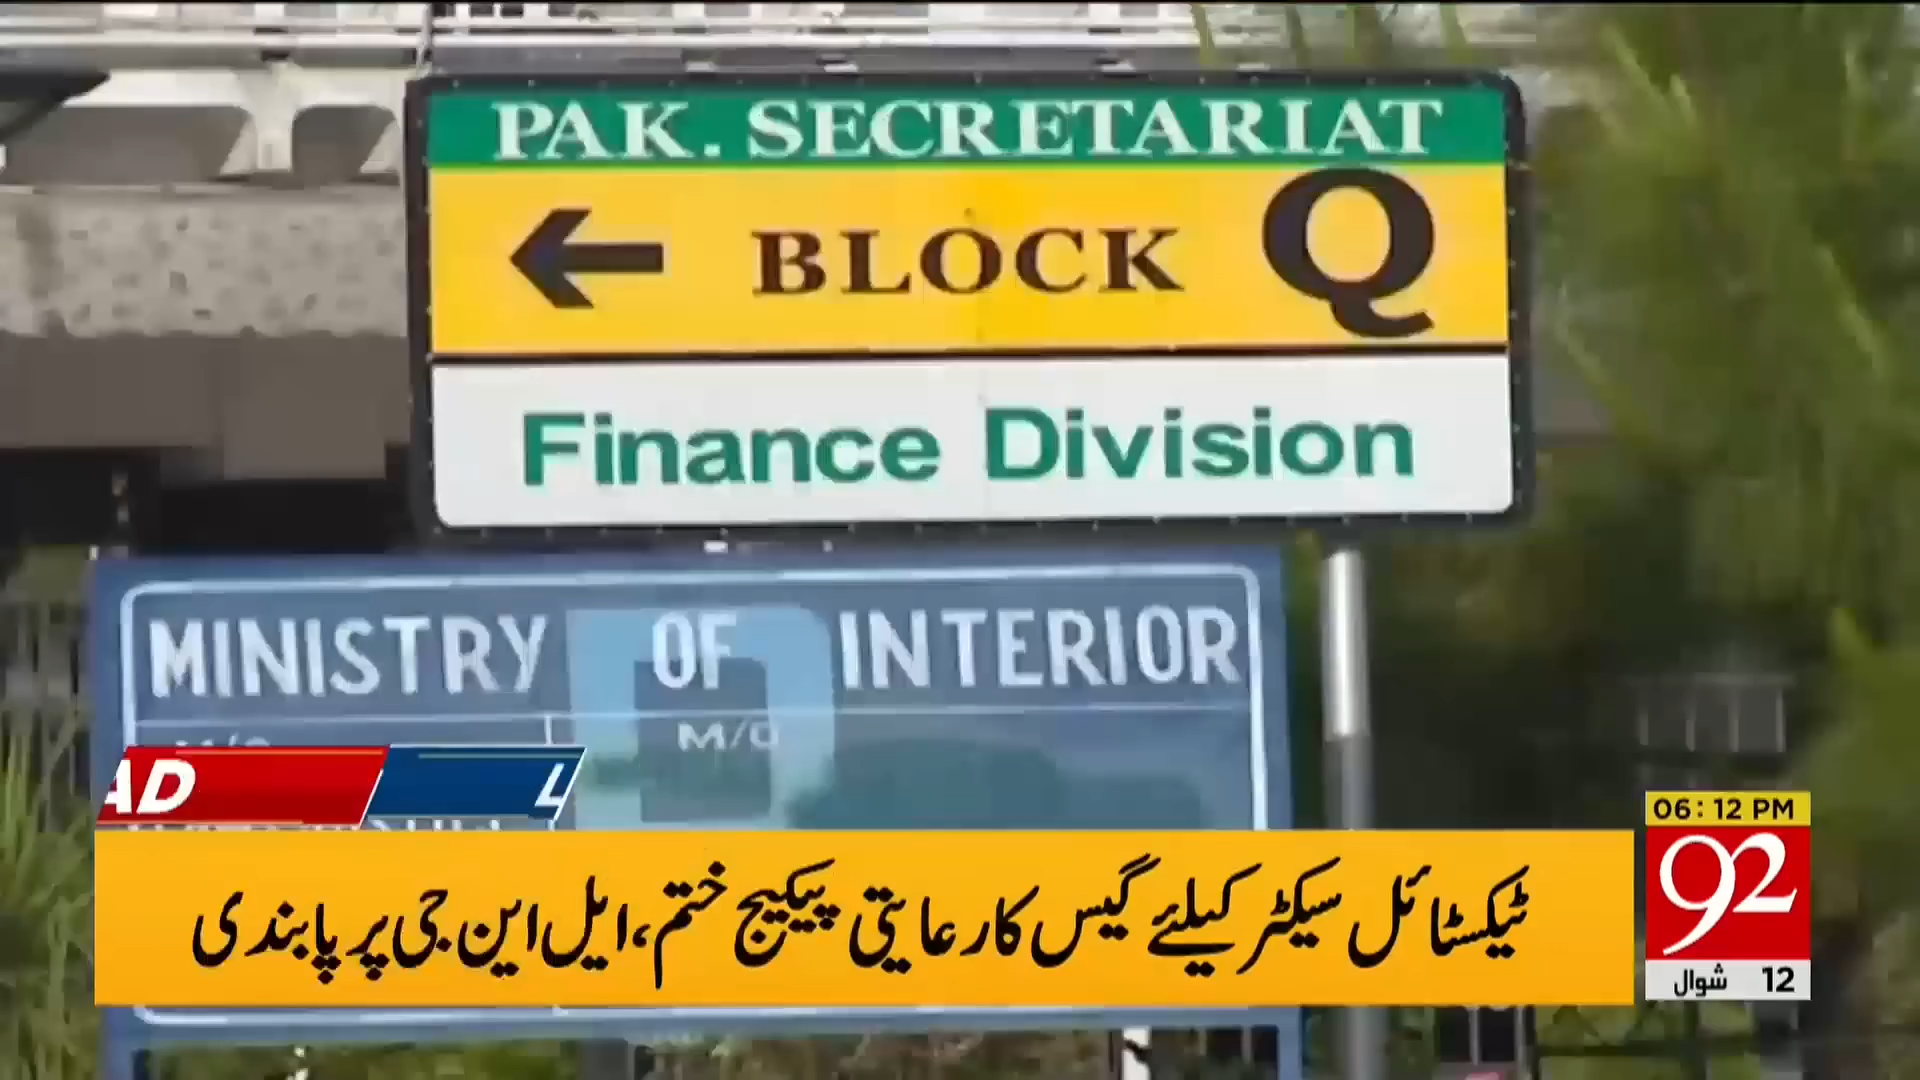 PAK. SECRETARIAT
BLOCK Q
Finance Division
MINISTRY OF INTERIOR
AD
06:12 PM
92
ٹیکسٹائل سیکٹر کیلئے گیس کا رعایتی پیکیج ختم، ایل این جی پر پابندی
12 شوال